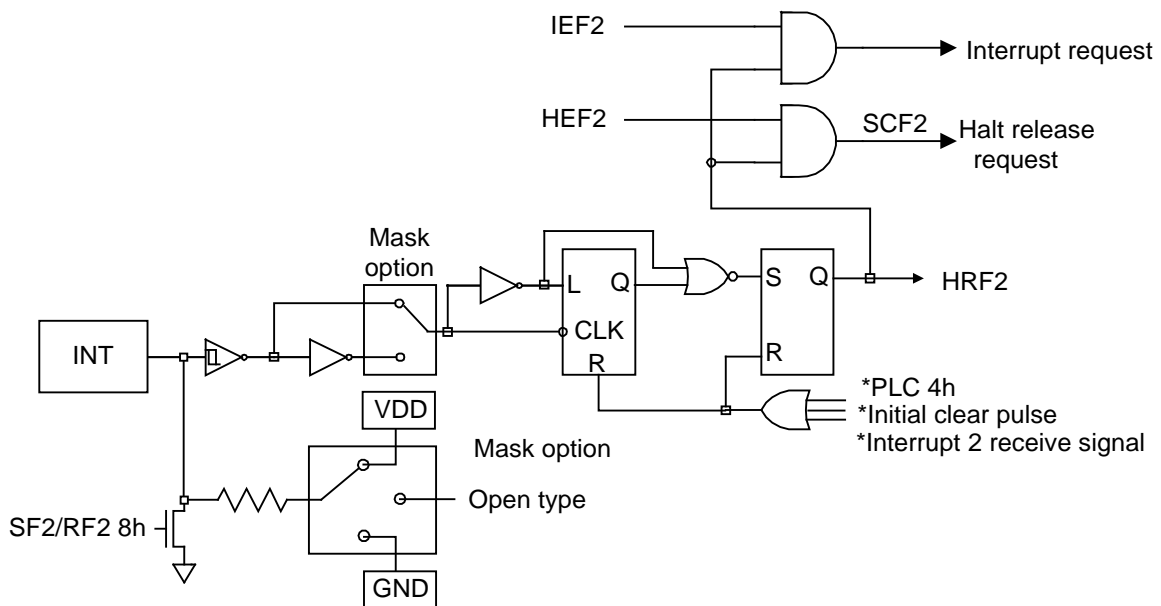 IEF2
Interrupt request
HEF2
SCF2
Halt release
request
Mask
option
L
Q
CLK
R
S
Q
R
HRF2
INT
*PLC 4h
*Initial clear pulse
*Interrupt 2 receive signal
VDD
Mask option
Open type
SF2/RF2 8h
GND